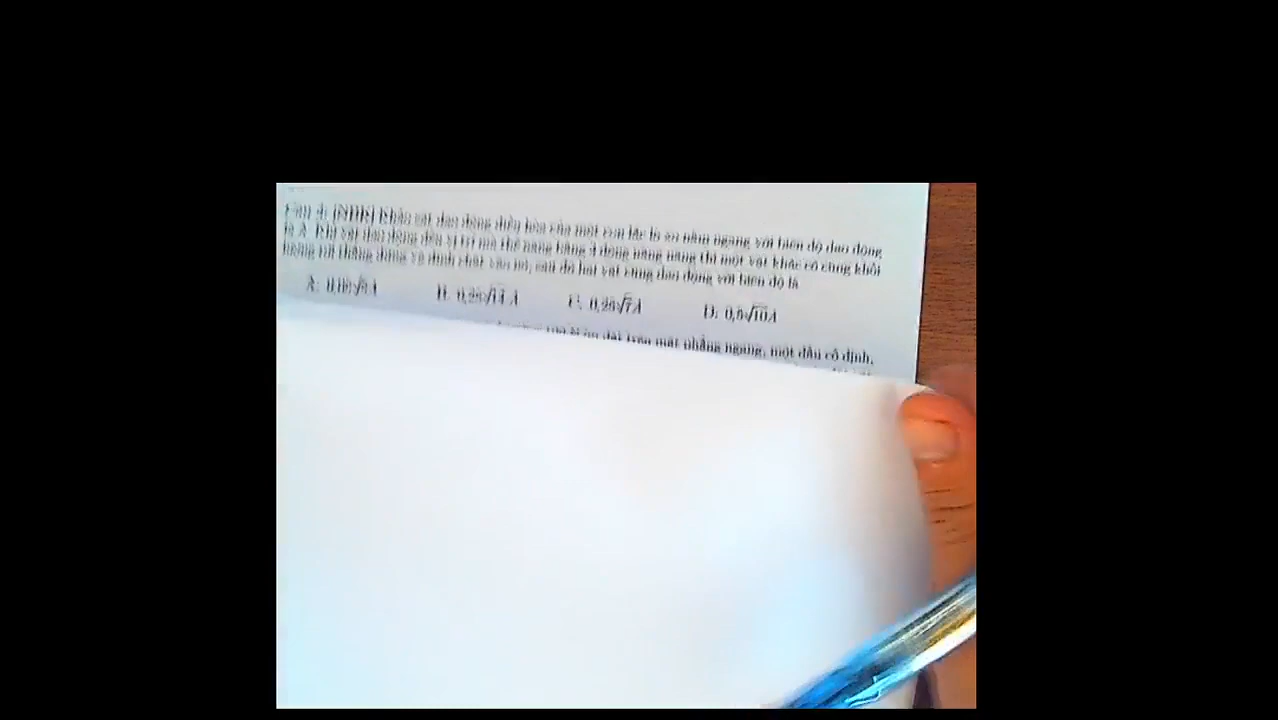 Khảo sát dao động điều hòa của một con lắc lò xo nằm ngang với biên độ dao động
là A. Khi vật dao động đến vị trí mà thế năng bằng 3 động năng thì một vật khác có cùng khối
lượng rơi thẳng đứng và dính chặt vào nó, sau đó hai vật cùng dao động với biên độ là
B. 0,25√14 A C. 0,25√7A D. 0,5√10A
trên mặt phẳng ngang, một đầu cố định,